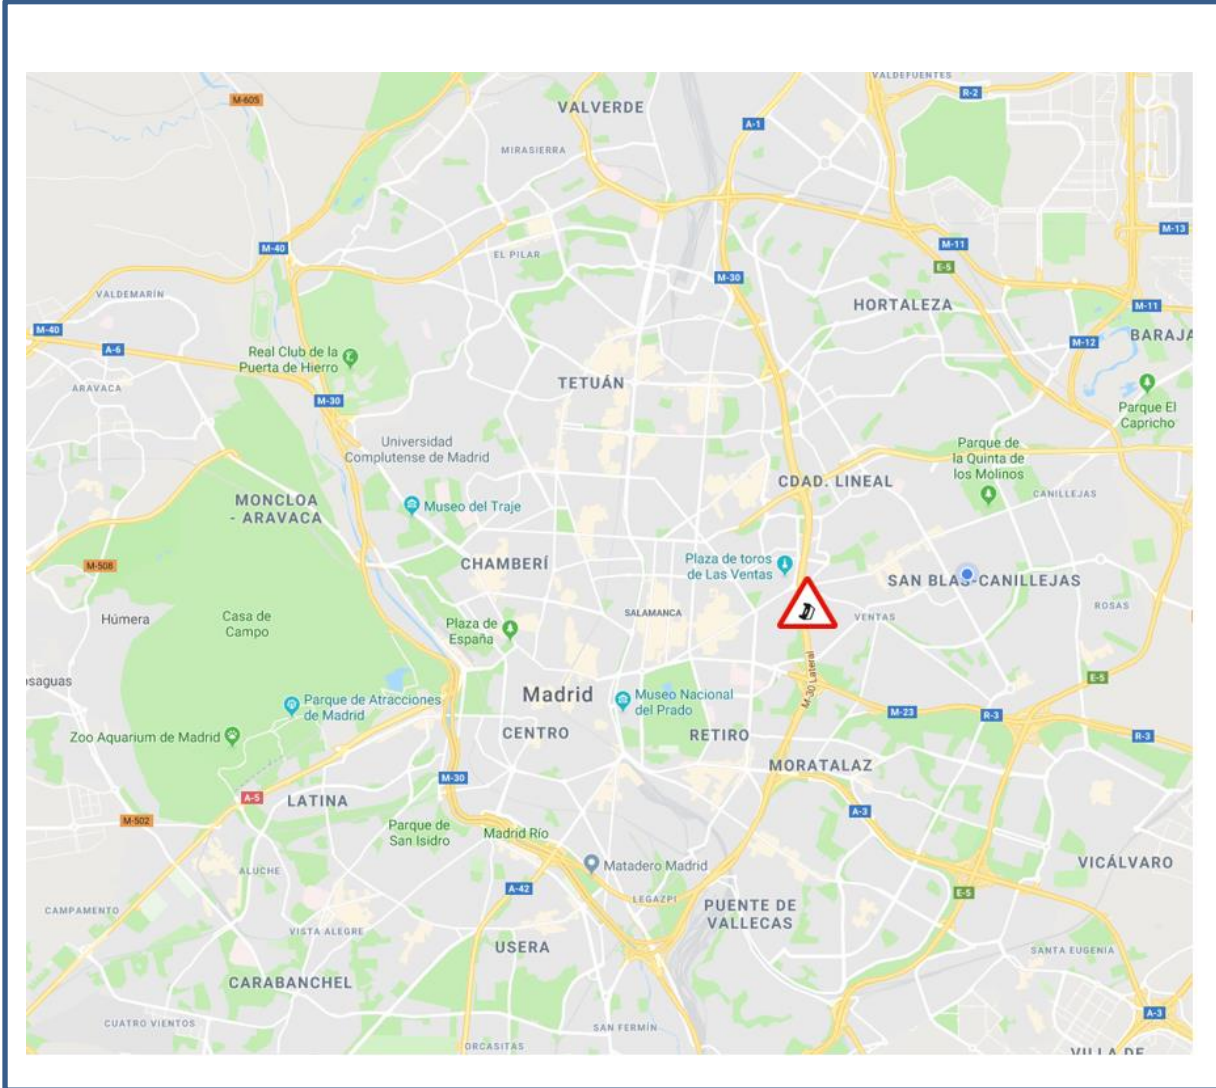 VALDEFUENTES
R-2
M-605
VALVERDE
A-1
MIRASIERRA
M-13
M-40
EL PILAR
M-11
E-5
M-30
VALDEMARÍN
HORTALEZA
M-11
M-40
BARAJA
A-6
M-12
Real Club de la
Puerta de Hierro
ARAVACA
TETUÁN
M-30
Parque El
Capricho
Universidad
Complutense de Madrid
Parque de
la Quinta de
los Molinos
CDAD. LINEAL
CANILLEJAS
MONCLOA
- ARAVACA
Museo del Traje
Plaza de toros
de Las Ventas
CHAMBERÍ
M-508
SAN BLAS-CANILLEJAS
ROSAS
Húmera
Casa de
Campo
SALAMANCA
VENTAS
Plaza de
España
M-30 Lateral
E-5
osaguas
Madrid
Museo Nacional
del Prado
Parque de Atracciones
de Madrid
M-23
R-3
Zoo Aquarium de Madrid
CENTRO
RETIRO
R-3
MORATALAZ
M-30
A-5
LATINA
A-3
M-502
Parque de
San Isidro
Madrid Río
Matadero Madrid
VICÁLVARO
ALUCHE
A-42
E-5
LEGAZPI
PUENTE DE
VALLECAS
CAMPAMENTO
VISTA ALEGRE
USERA
SANTA EUGENIA
CARABANCHEL
A-3
CUATRO VIENTOS
SAN FERMÍN
ORCASITAS
VILLA DE